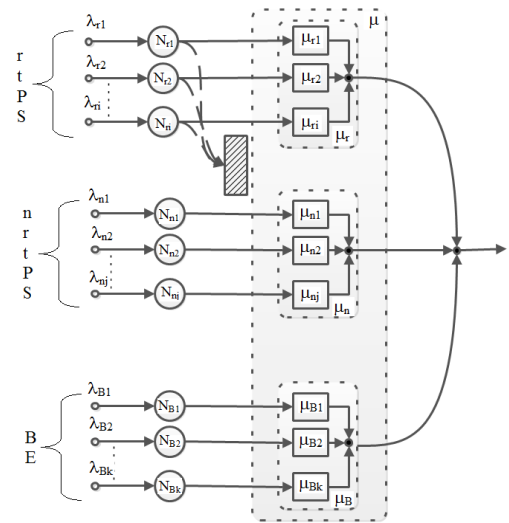 μ
r
t
P
S
λr1 Nr1 μr1
λr2 Nr2 μr2
λri Nri μri
μr
n
r
t
P
S
λn1 Nn1 μn1
λn2 Nn2 μn2
λnj Nnj μnj
μn
B
E
λB1 NB1 μB1
λB2 NB2 μB2
λBk NBk μBk
μB